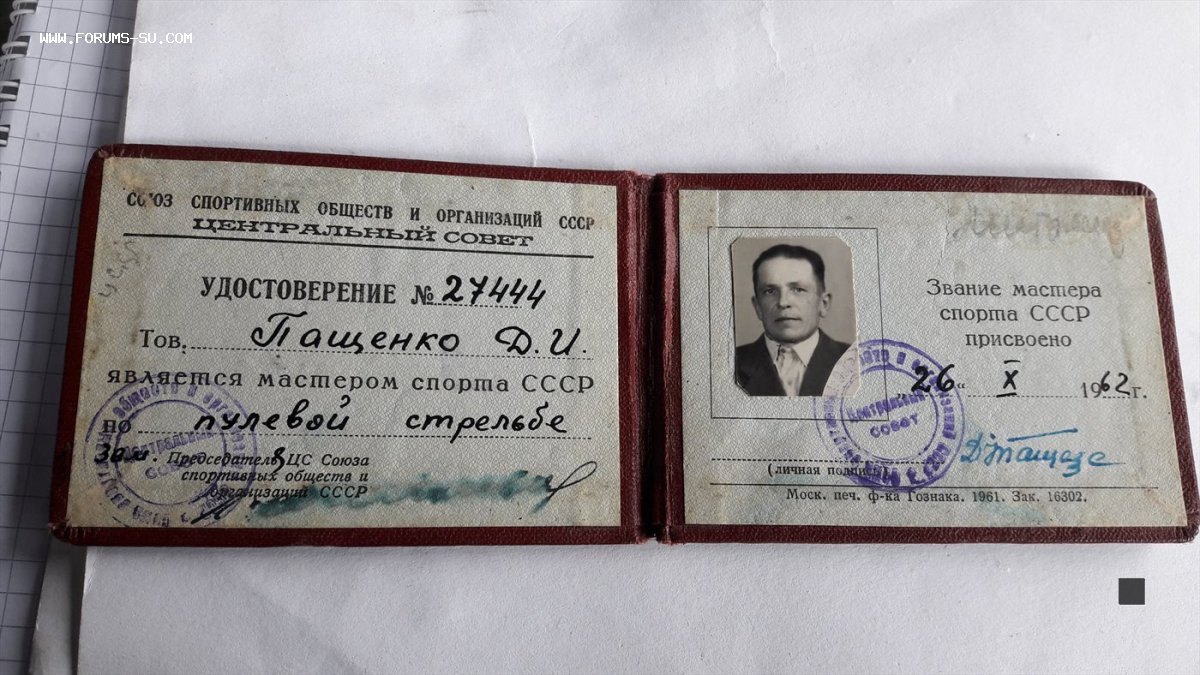 WWW.FORUMS-SU.COM
СОЮЗ СПОРТИВНЫХ ОБЩЕСТВ И ОРГАНИЗАЦИЙ СССР
ЦЕНТРАЛЬНЫЙ СОВЕТ
УДОСТОВЕРЕНИЕ № 27444
Тов. Пащенко Д.И.
является мастером спорта СССР
по пулевой стрельбе
Зам. Председателя ЦС Союза
спортивных обществ и
организаций СССР
Звание мастера
спорта СССР
присвоено
„26“ X 1962 г.
(личная подпись)
Моск. печ. ф-ка Гознака. 1961. Зак. 16302.
Центральный
совет